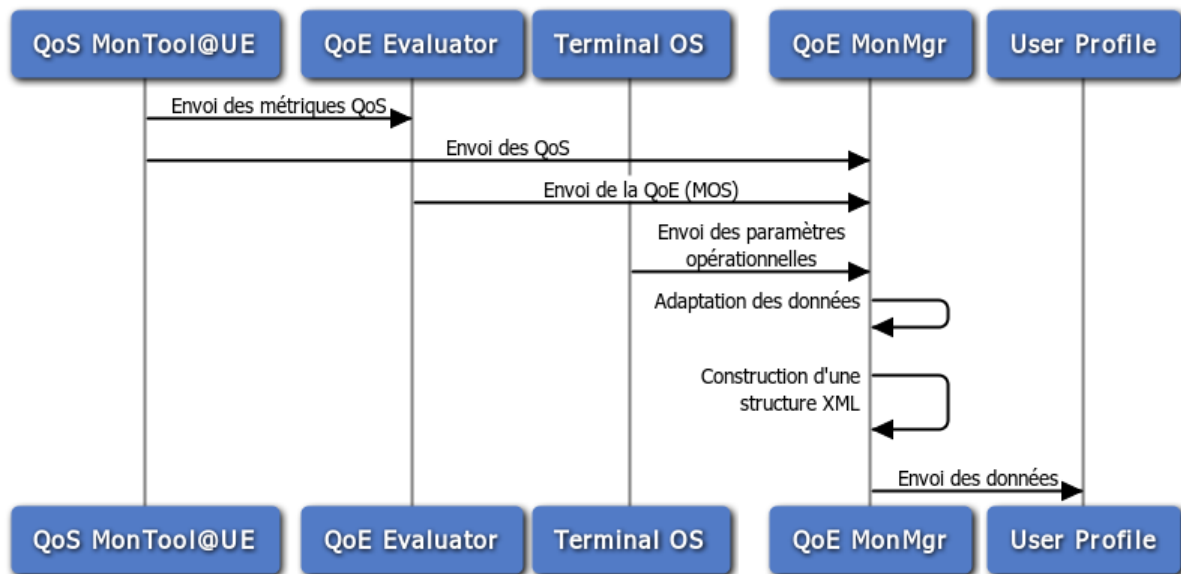 QoS MonTool@UE QoE Evaluator Terminal OS QoE MonMgr User Profile
Envoi des métriques QoS
Envoi des QoS
Envoi de la QoE (MOS)
Envoi des paramètres
opérationnelles
Adaptation des données
Construction d'une
structure XML
Envoi des données
QoS MonTool@UE QoE Evaluator Terminal OS QoE MonMgr User Profile